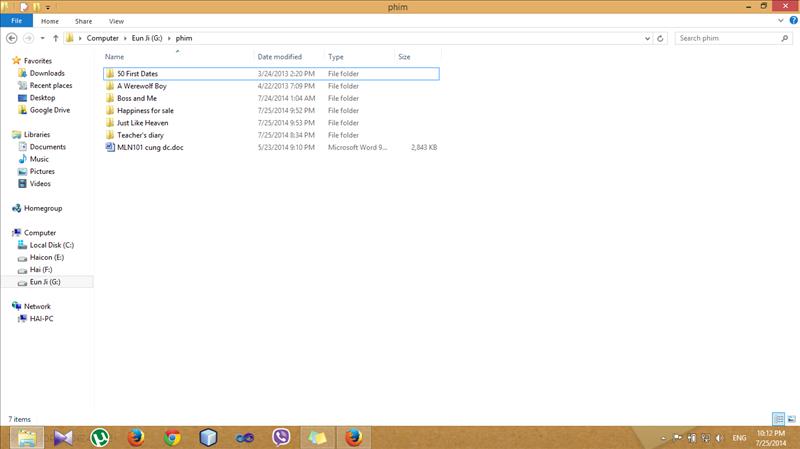 phim
File Home Share View
Computer Eun Ji (G:) phim
Search phim
Name Date modified Type Size
50 First Dates 3/24/2013 2:20 PM File folder
A Werewolf Boy 4/22/2013 7:09 PM File folder
Boss and Me 7/24/2014 1:04 AM File folder
Happiness for sale 7/25/2014 9:52 PM File folder
Just Like Heaven 7/25/2014 9:53 PM File folder
Teacher's diary 7/25/2014 8:34 PM File folder
MLN101 cung dc.doc 5/23/2014 9:10 PM Microsoft Word 9... 2,843 KB
Favorites
Downloads
Recent places
Desktop
Google Drive
Libraries
Documents
Music
Pictures
Videos
Homegroup
Computer
Local Disk (C:)
Haicon (E:)
Hai (F:)
Eun Ji (G:)
Network
HAI-PC
7 items
ENG
10:12 PM
7/25/2014